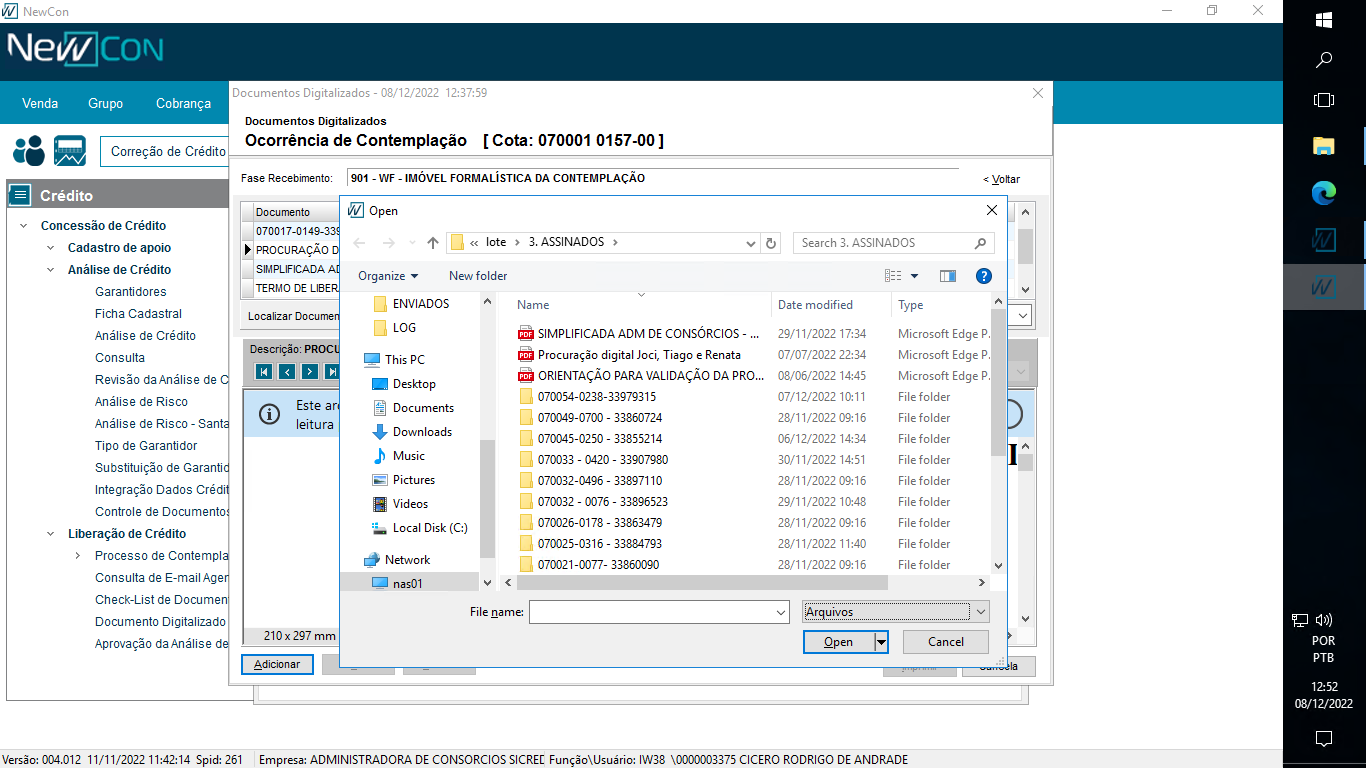 NewCon
NewCon
Venda Grupo Cobrança
Correção de Crédito
Crédito
Concessão de Crédito
Cadastro de apoio
Análise de Crédito
Garantidores
Ficha Cadastral
Análise de Crédito
Consulta
Revisão da Análise de C
Análise de Risco
Análise de Risco - Santa
Tipo de Garantidor
Substituição de Garantid
Integração Dados Crédit
Controle de Documentos
Liberação de Crédito
Processo de Contempla
Consulta de E-mail Agen
Check-List de Documen
Documento Digitalizado
Aprovação da Análise de
Documentos Digitalizados - 08/12/2022 12:37:59
Documentos Digitalizados
Ocorrência de Contemplação [ Cota: 070001 0157-00 ]
Fase Recebimento: 901 - WF - IMÓVEL FORMALÍSTICA DA CONTEMPLAÇÃO
< Voltar
Documento
070017-0149-339
PROCURAÇÃO D
SIMPLIFICADA AD
TERMO DE LIBER
Localizar Documen
Descrição: PROCU
Este arq
leitura
210 x 297 mm
Adicionar
Cancela
Open
« lote > 3. ASSINADOS >
Search 3. ASSINADOS
Organize New folder
ENVIADOS
LOG
This PC
Desktop
Documents
Downloads
Music
Pictures
Videos
Local Disk (C:)
Network
nas01
Name Date modified Type
SIMPLIFICADA ADM DE CONSÓRCIOS - ... 29/11/2022 17:34 Microsoft Edge P.
Procuração digital Joci, Tiago e Renata 07/07/2022 22:34 Microsoft Edge P.
ORIENTAÇÃO PARA VALIDAÇÃO DA PRO... 08/06/2022 14:45 Microsoft Edge P.
070054-0238-33979315 07/12/2022 10:11 File folder
070049-0700 - 33860724 28/11/2022 09:16 File folder
070045-0250 - 33855214 06/12/2022 14:34 File folder
070033 - 0420 - 33907980 30/11/2022 14:51 File folder
070032-0496 - 33897110 28/11/2022 09:16 File folder
070032 - 0076 - 33896523 29/11/2022 10:48 File folder
070026-0178 - 33863479 28/11/2022 09:16 File folder
070025-0316 - 33884793 28/11/2022 11:40 File folder
070021-0077- 33860090 28/11/2022 09:16 File folder
File name:
Arquivos
Open Cancel
POR
PTB
12:52
08/12/2022
Versão: 004.012 11/11/2022 11:42:14 Spid: 261 Empresa: ADMINISTRADORA DE CONSORCIOS SICRED Função\Usuário: IW38 \0000003375 CICERO RODRIGO DE ANDRADE